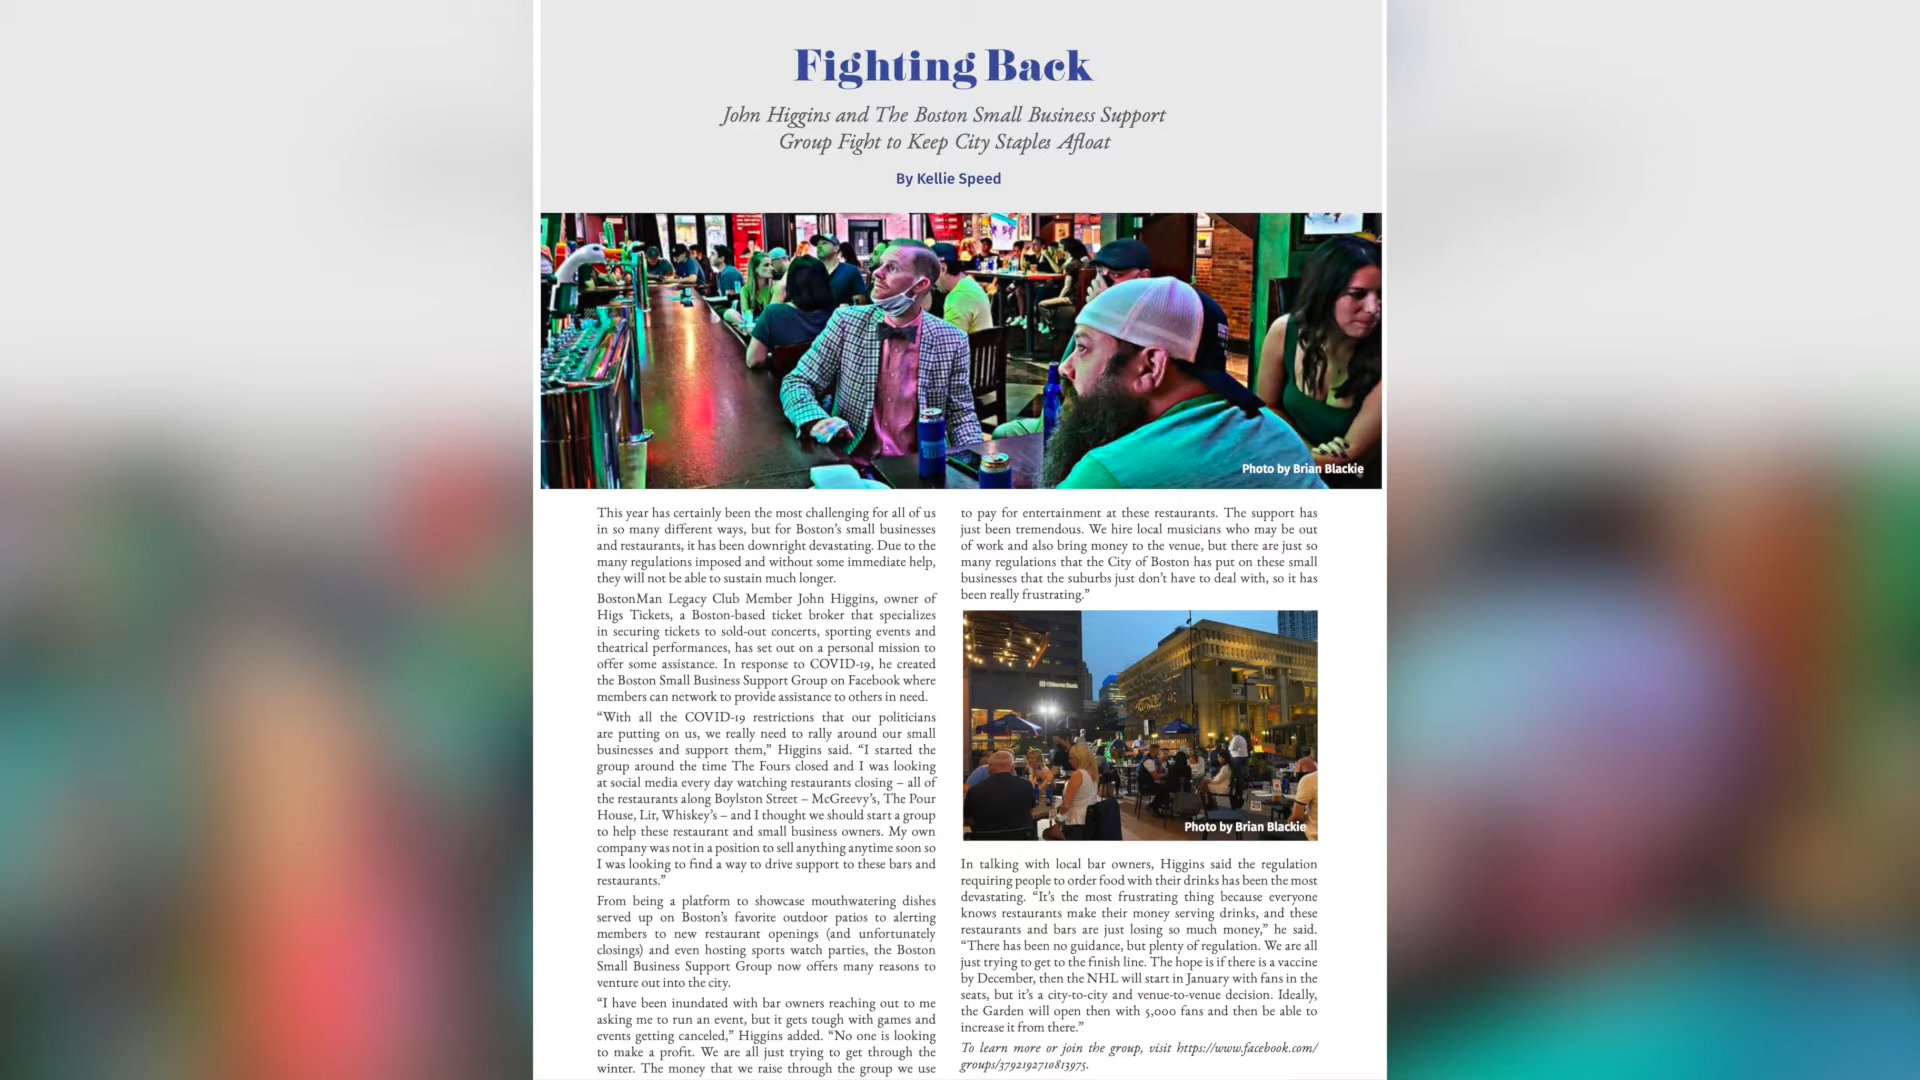 Fighting Back
John Higgins and The Boston Small Business Support
Group Fight to Keep City Staples Afloat
By Kellie Speed
Photo by Brian Blackie
This year has certainly been the most challenging for all of us
in so many different ways, but for Boston's small businesses
and restaurants, it has been downright devastating. Due to the
many regulations imposed and without some immediate help,
they will not be able to sustain much longer.
BostonMan Legacy Club Member John Higgins, owner of
Higs Tickets, a Boston-based ticket broker that specializes
in securing tickets to sold-out concerts, sporting events and
theatrical performances, has set out on a personal mission to
offer some assistance. In response to COVID-19, he created
the Boston Small Business Support Group on Facebook where
members can network to provide assistance to others in need.
“With all the COVID-19 restrictions that our politicians
are putting on us, we really need to rally around our small
businesses and support them,” Higgins said. “I started the
group around the time The Fours closed and I was looking
at social media every day watching restaurants closing – all of
the restaurants along Boylston Street – McGreevy's, The Pour
House, Lir, Whiskey's – and I thought we should start a group
to help these restaurant and small business owners. My own
company was not in a position to sell anything anytime soon so
I was looking to find a way to drive support to these bars and
restaurants.”
From being a platform to showcase mouthwatering dishes
served up on Boston's favorite outdoor patios to alerting
members to new restaurant openings (and unfortunately
closings) and even hosting sports watch parties, the Boston
Small Business Support Group now offers many reasons to
venture out into the city.
“I have been inundated with bar owners reaching out to me
asking me to run an event, but it gets tough with games and
events getting canceled,” Higgins added. “No one is looking
to make a profit. We are all just trying to get through the
winter. The money that we raise through the group we use
to pay for entertainment at these restaurants. The support has
just been tremendous. We hire local musicians who may be out
of work and also bring money to the venue, but there are just so
many regulations that the City of Boston has put on these small
businesses that the suburbs just don't have to deal with, so it has
been really frustrating.”
Photo by Brian Blackie
In talking with local bar owners, Higgins said the regulation
requiring people to order food with their drinks has been the most
devastating. “It's the most frustrating thing because everyone
knows restaurants make their money serving drinks, and these
restaurants and bars are just losing so much money,” he said.
“There has been no guidance, but plenty of regulation. We are all
just trying to get to the finish line. The hope is if there is a vaccine
by December, then the NHL will start in January with fans in the
seats, but it's a city-to-city and venue-to-venue decision. Ideally,
the Garden will open then with 5,000 fans and then be able to
increase it from there.”
To learn more or join the group, visit https://www.facebook.com/
groups/3792192710813975.